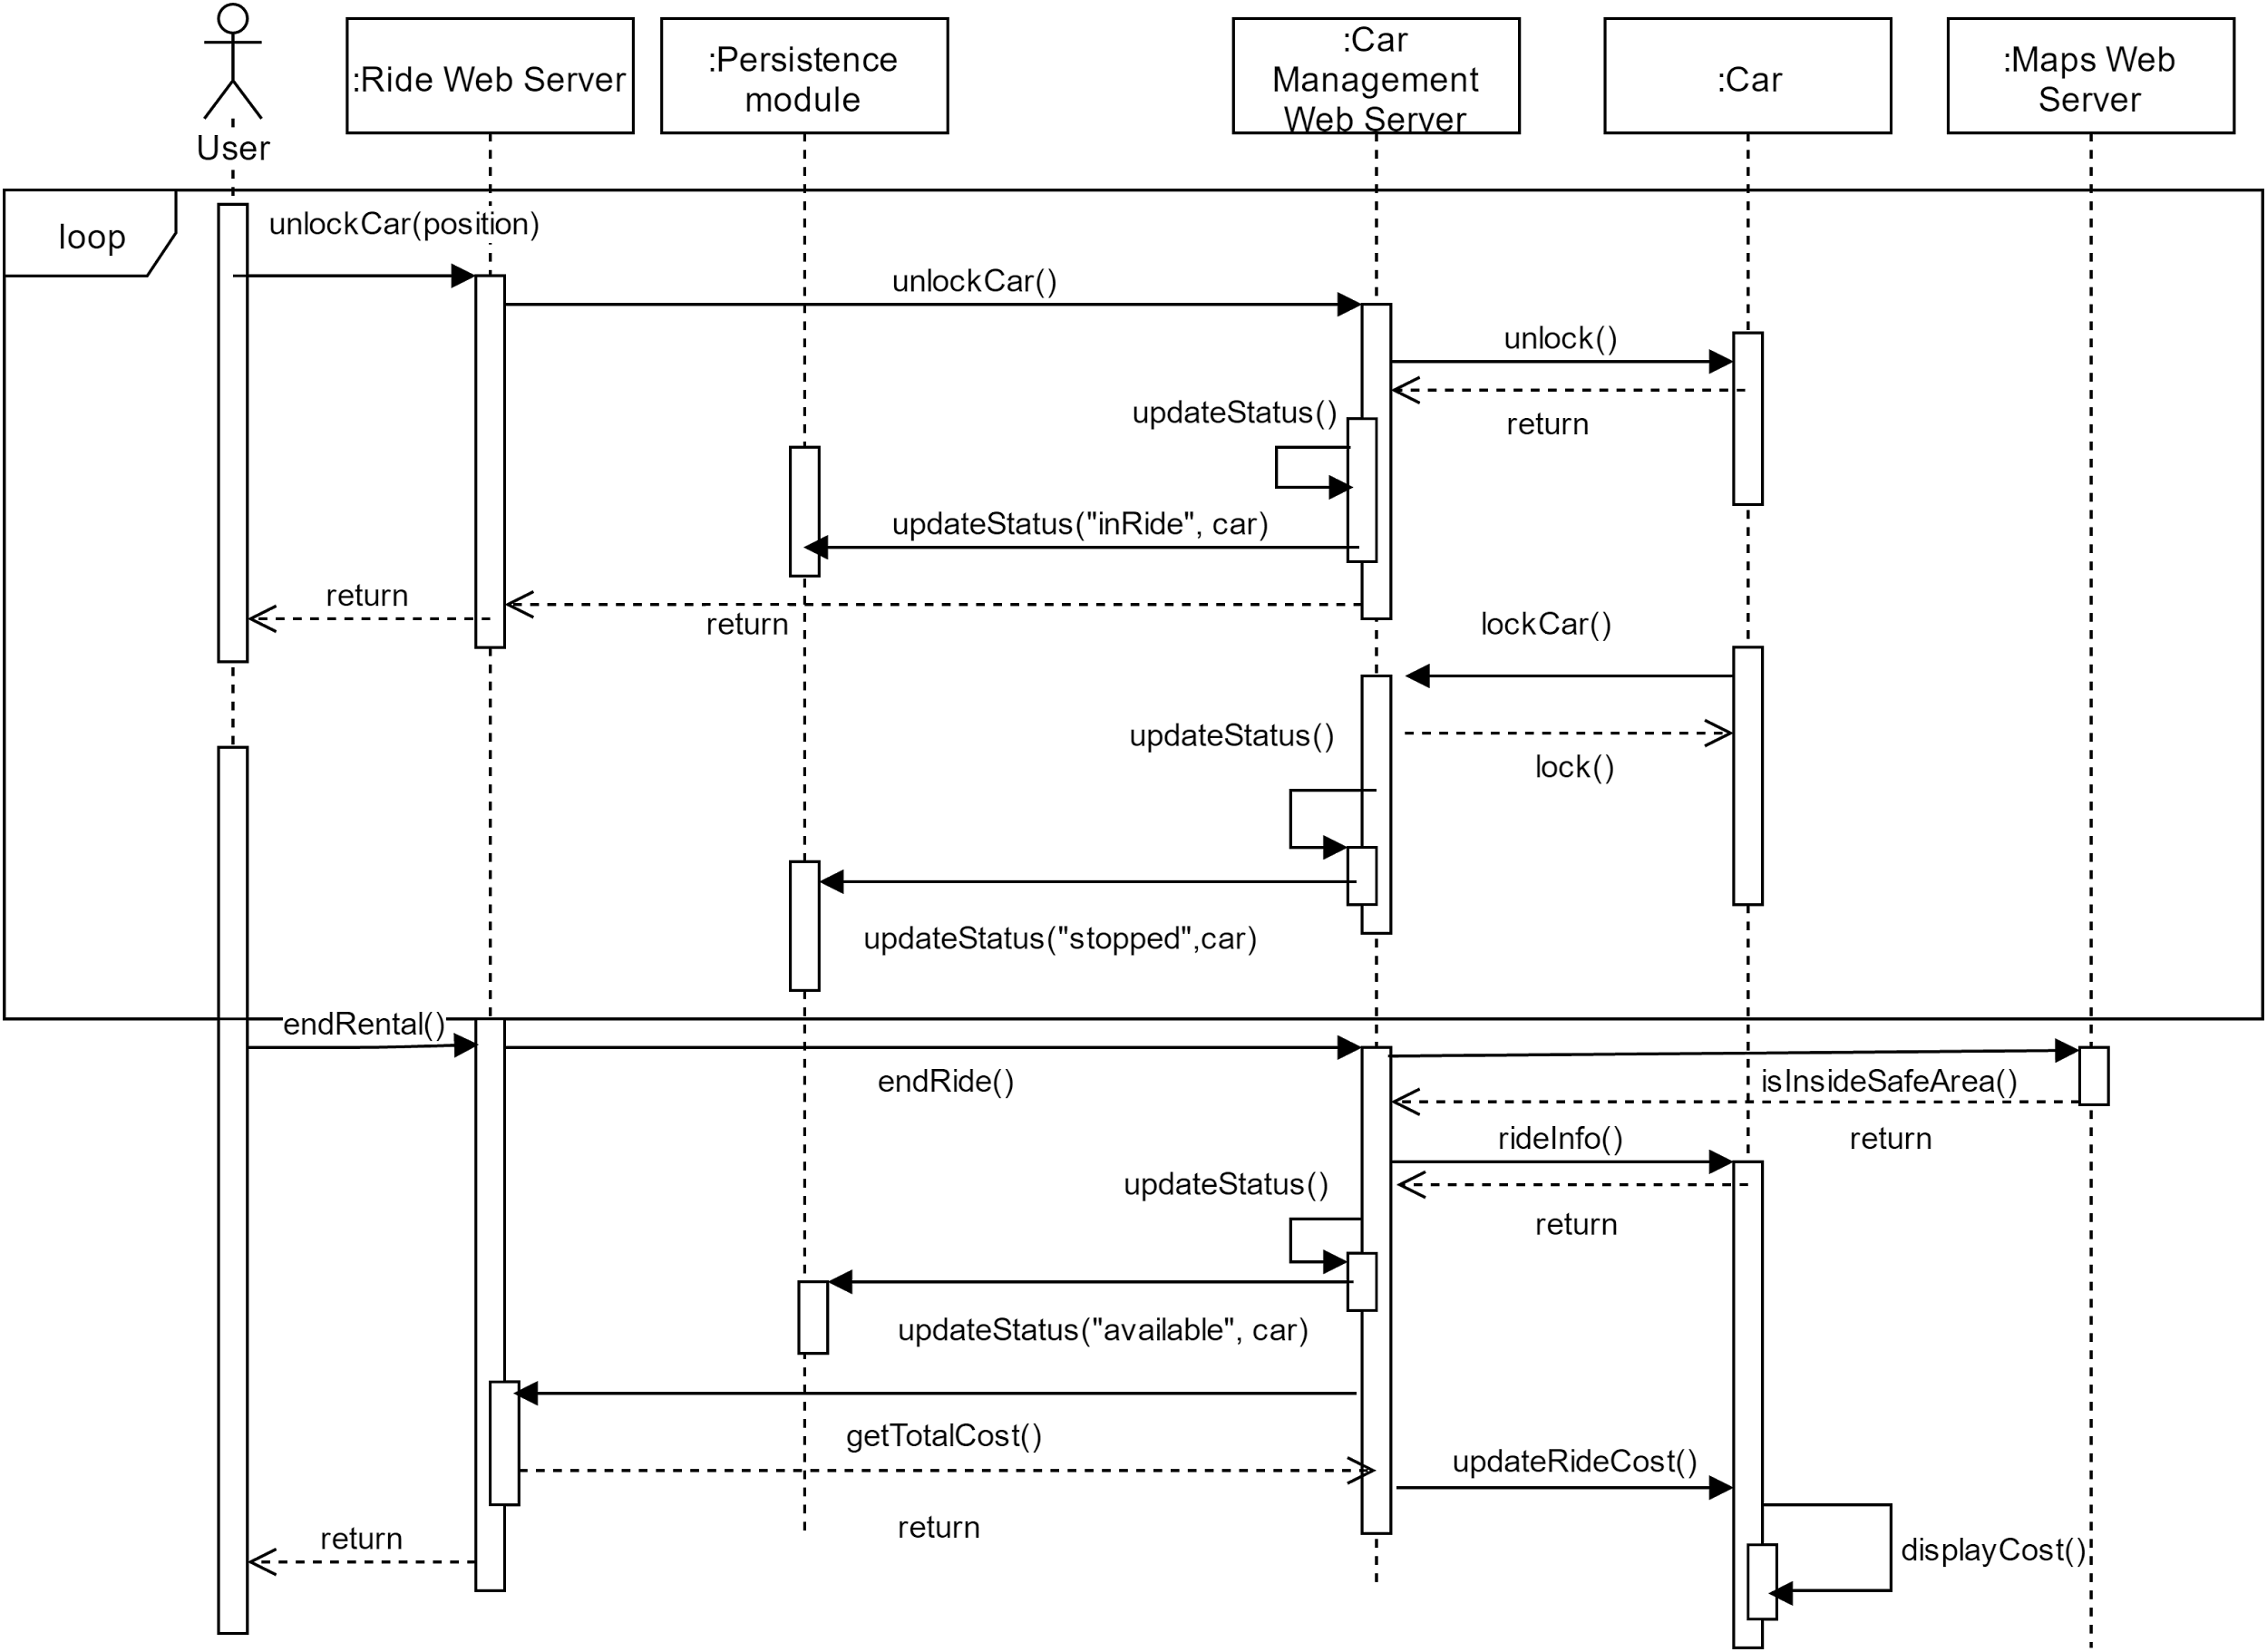 User
:Ride Web Server
:Persistence
module
:Car
Management
Web Server
:Car
:Maps Web
Server
loop
unlockCar(position)
unlockCar()
unlock()
return
updateStatus()
updateStatus("inRide", car)
return
return
lockCar()
updateStatus()
lock()
updateStatus("stopped",car)
endRental()
endRide()
isInsideSafeArea()
return
rideInfo()
updateStatus()
return
updateStatus("available", car)
getTotalCost()
updateRideCost()
return
return
displayCost()